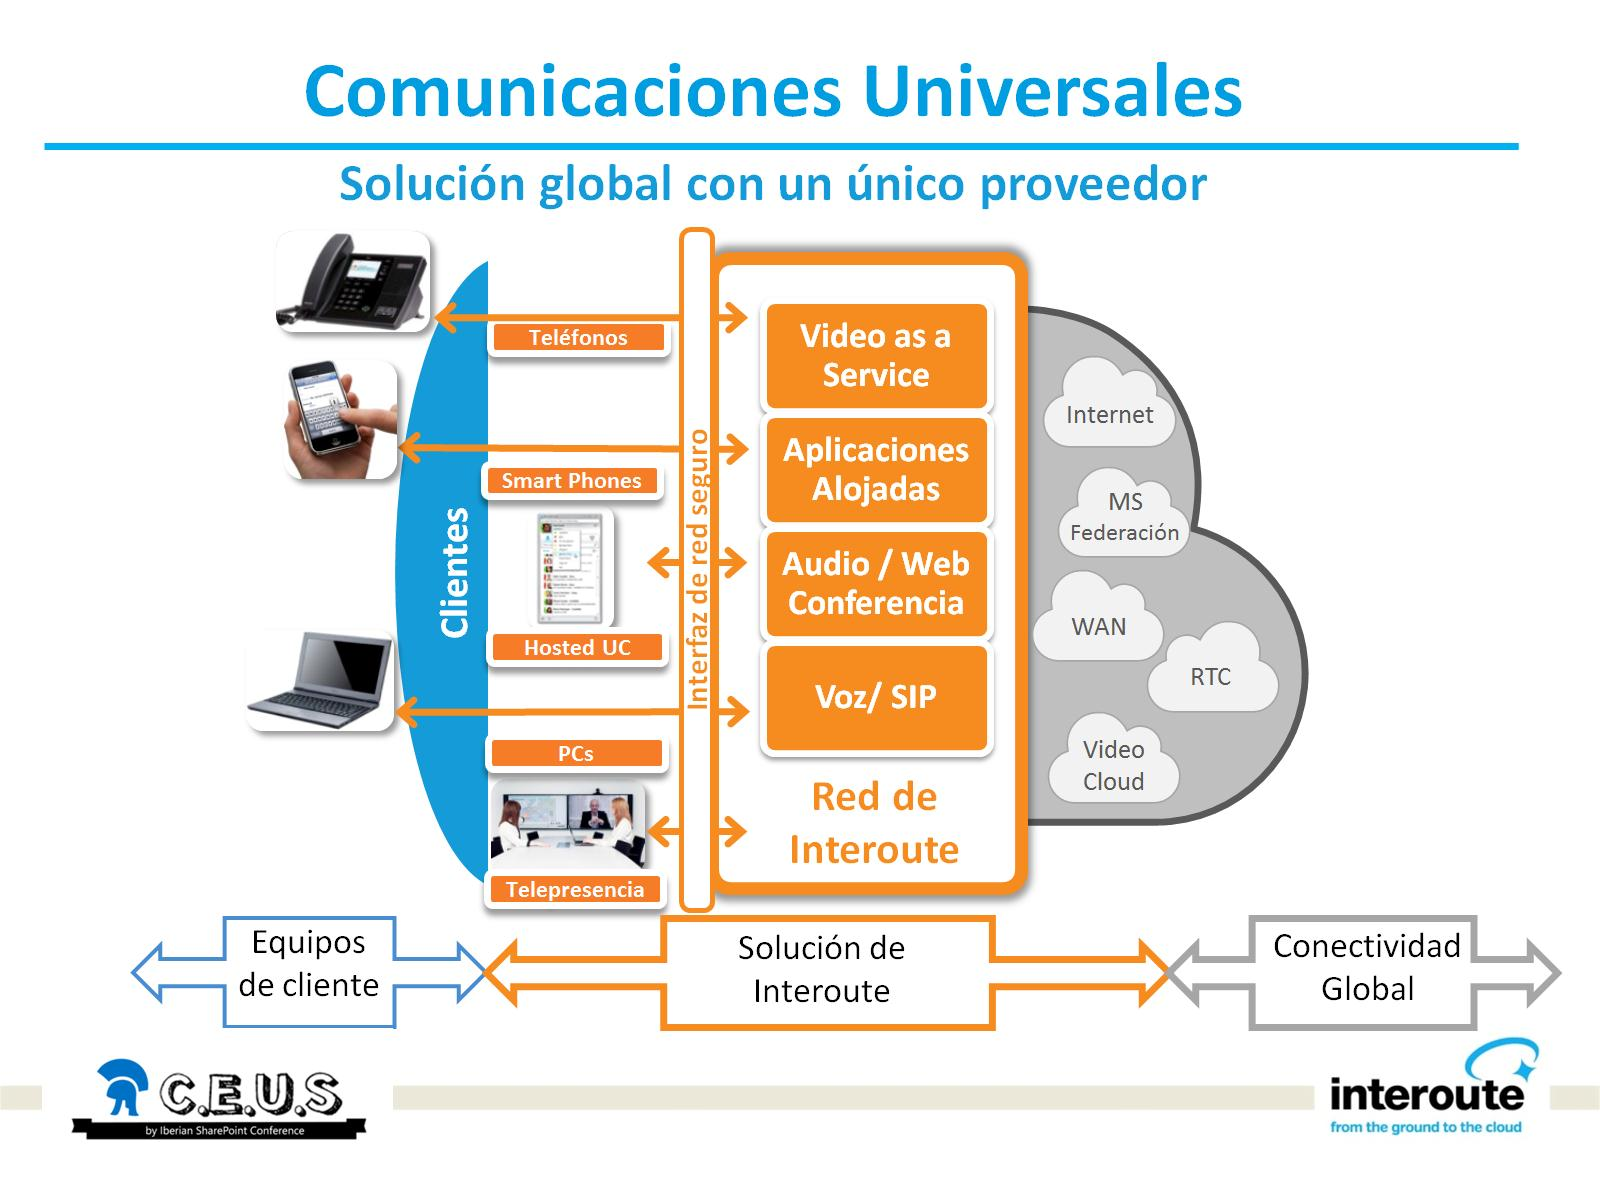 Comunicaciones Universales
Solución global con un único proveedor
Clientes
Teléfonos
Smart Phones
Hosted UC
PCs
Telepresencia
Interfaz de red seguro
Video as a
Service
Aplicaciones
Alojadas
Audio / Web
Conferencia
Voz/ SIP
Red de
Interoute
Internet
MS
Federación
WAN
RTC
Video
Cloud
Equipos
de cliente
Solución de
Interoute
Conectividad
Global
C.E.U.S
by Iberian SharePoint Conference
interoute
from the ground to the cloud